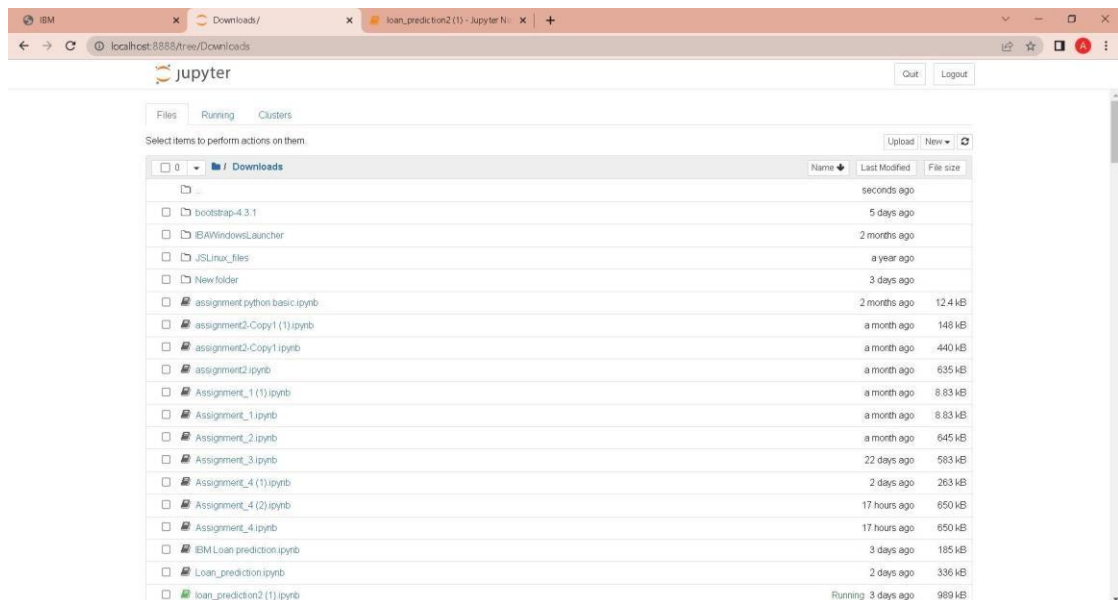 IBM
Downloads/
loan_prediction2 (1) - Jupyter No
localhost:8888/tree/Downloads
A
jupyter
Quit Logout
Files Running Clusters
Select items to perform actions on them.
Upload New
0 / Downloads Name Last Modified File size
.. seconds ago
bootstrap-4.3.1 5 days ago
IBAWindowsLauncher 2 months ago
JSLinux_files a year ago
New folder 3 days ago
assignment python basic.ipynb 2 months ago 12.4 kB
assignment2-Copy1 (1).ipynb a month ago 148 kB
assignment2-Copy1.ipynb a month ago 440 kB
assignment2.ipynb a month ago 635 kB
Assignment_1 (1).ipynb a month ago 8.83 kB
Assignment_1.ipynb a month ago 8.83 kB
Assignment_2.ipynb a month ago 645 kB
Assignment_3.ipynb 22 days ago 583 kB
Assignment_4 (1).ipynb 2 days ago 263 kB
Assignment_4 (2).ipynb 17 hours ago 650 kB
Assignment_4.ipynb 17 hours ago 650 kB
IBM Loan prediction.ipynb 3 days ago 185 kB
Loan_prediction.ipynb 2 days ago 336 kB
loan_prediction2 (1).ipynb Running 3 days ago 989 kB